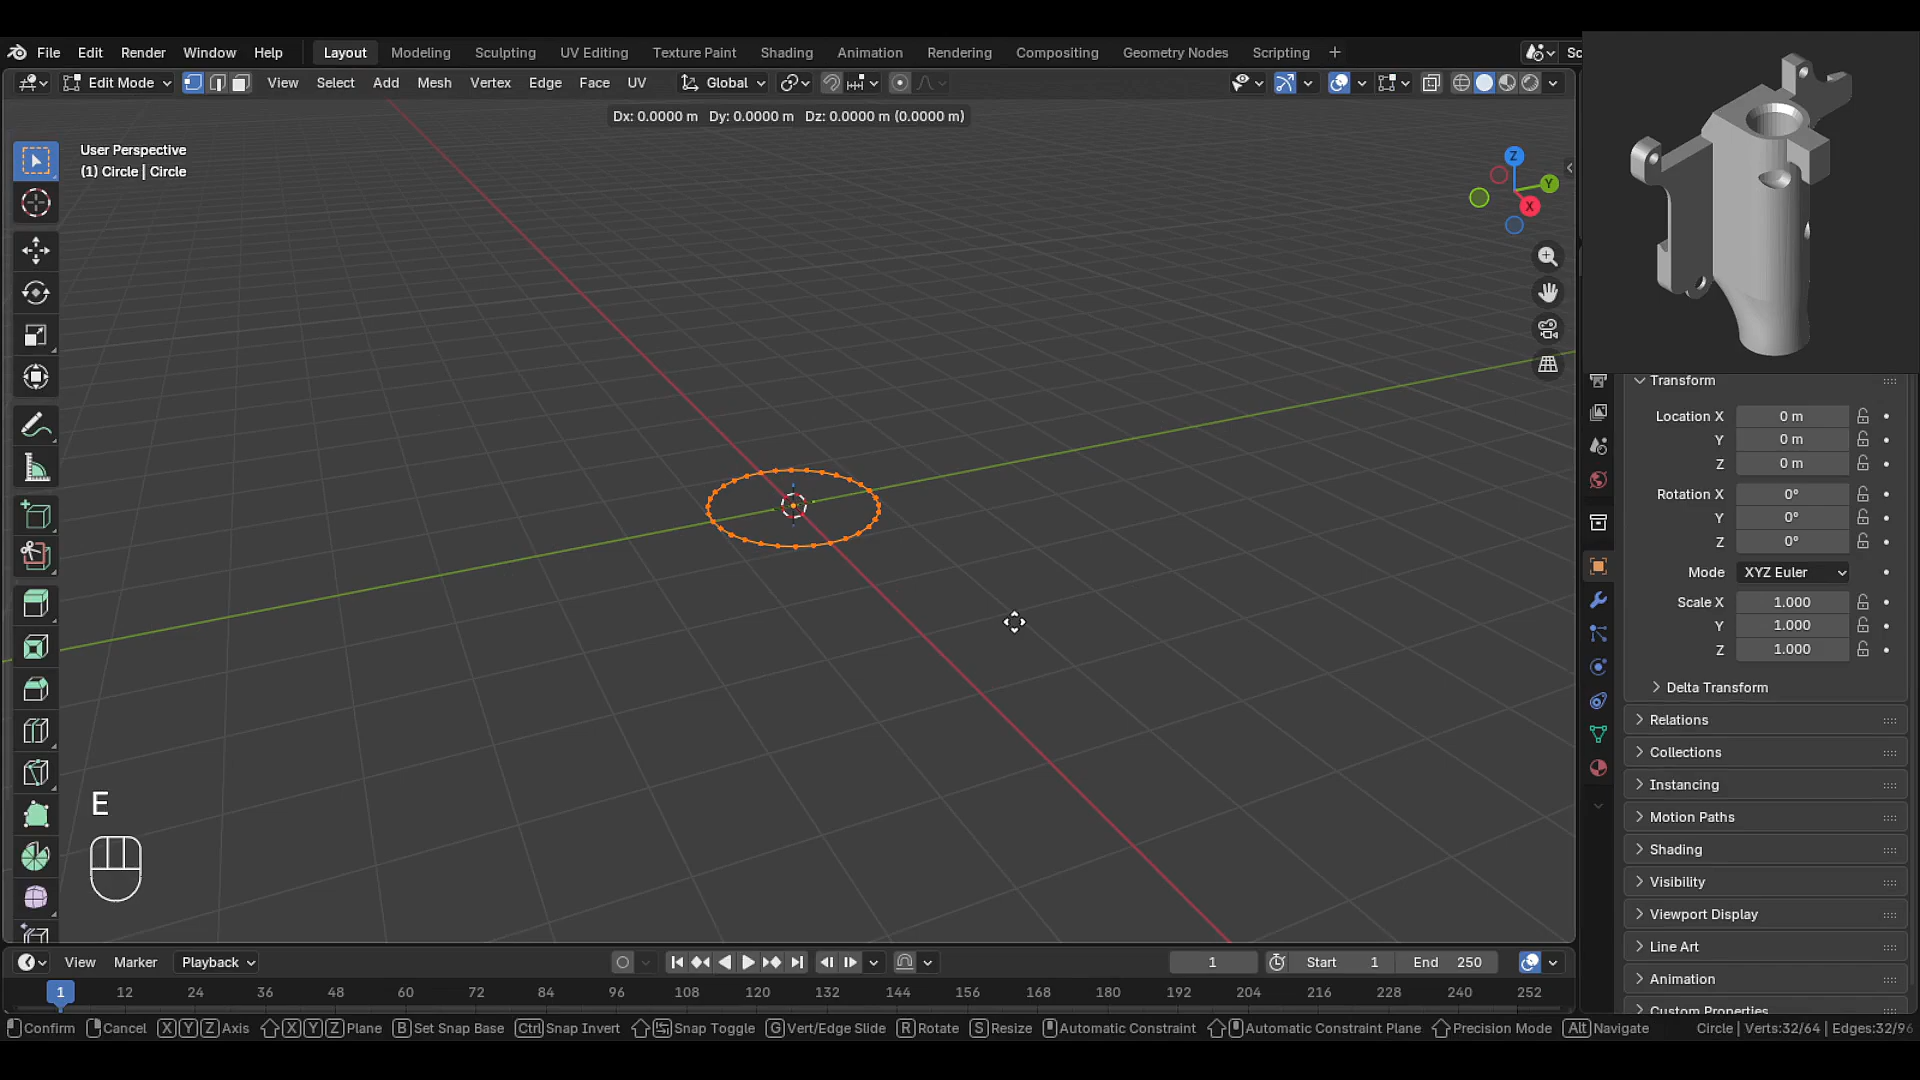 File Edit Render Window Help Layout Modeling Sculpting UV Editing Texture Paint Shading Animation Rendering Compositing Geometry Nodes Scripting + Sc
Edit Mode View Select Add Mesh Vertex Edge Face UV Global
Dx: 0.0000 m Dy: 0.0000 m Dz: 0.0000 m (0.0000 m)
User Perspective
(1) Circle | Circle
Z
Y
X
Transform
Location X 0 m
Y 0 m
Z 0 m
Rotation X 0°
Y 0°
Z 0°
Mode XYZ Euler
Scale X 1.000
Y 1.000
Z 1.000
Delta Transform
Relations
Collections
Instancing
Motion Paths
Shading
Visibility
Viewport Display
Line Art
Animation
Custom Properties
E
View Marker Playback 1 Start 1 End 250
1 12 24 36 48 60 72 84 96 108 120 132 144 156 168 180 192 204 216 228 240 252
Confirm Cancel X Y Z Axis X Y Z Plane B Set Snap Base Ctrl Snap Invert Snap Toggle G Vert/Edge Slide R Rotate S Resize Automatic Constraint Automatic Constraint Plane Precision Mode Alt Navigate Circle | Verts:32/64 | Edges:32/96